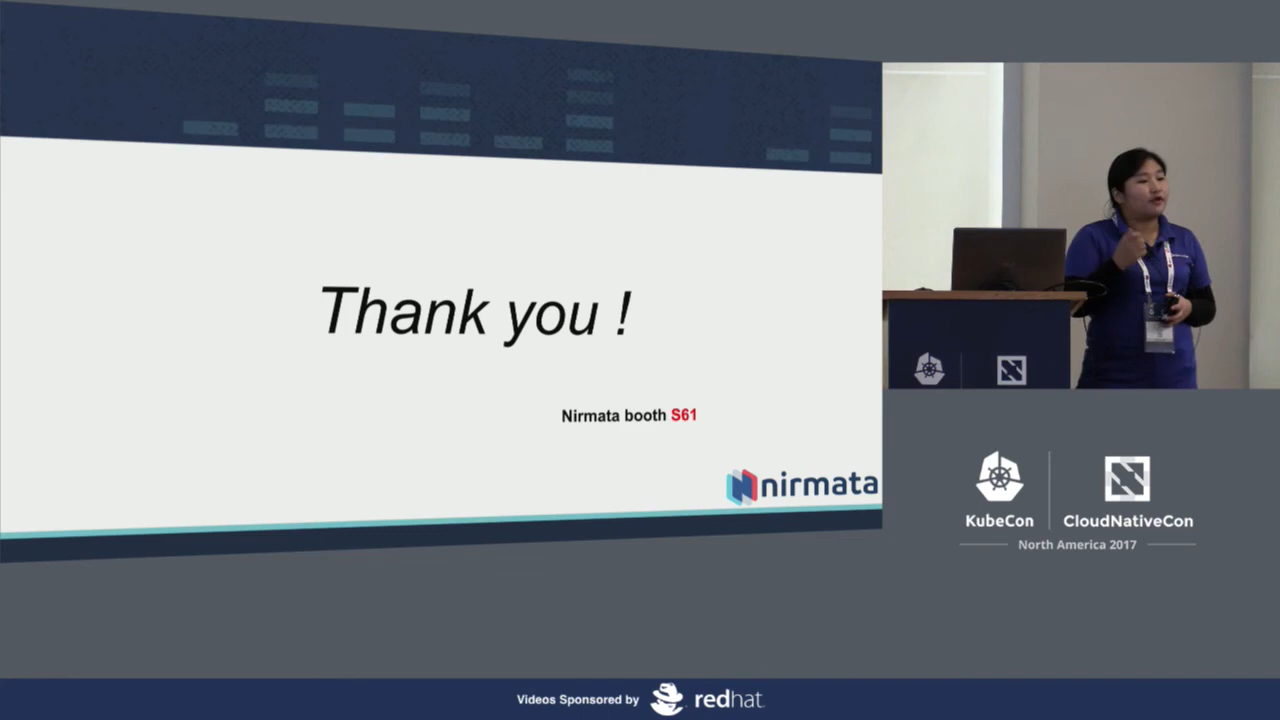 Thank you !
Nirmata booth S61
nirmata
KubeCon
CloudNativeCon
North America 2017
Videos Sponsored by
redhat.